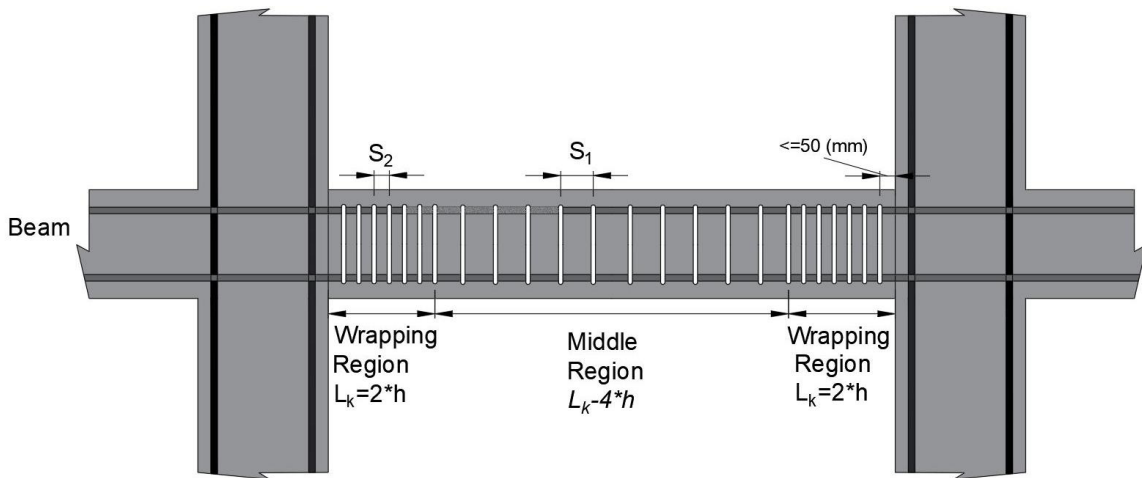 <=50 (mm)
S₂
S₁
Beam
Wrapping
Region
Lₖ=2*h
Middle
Region
Lₖ-4*h
Wrapping
Region
Lₖ=2*h